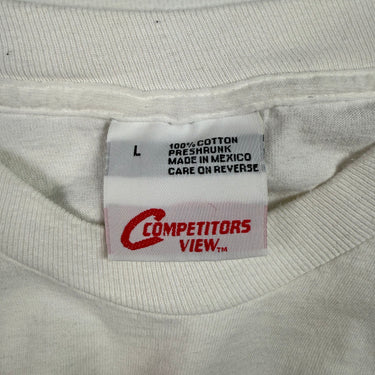 L
100% COTTON
PRESHRUNK
MADE IN MEXICO
CARE ON REVERSE
COMPETITORS
VIEW™